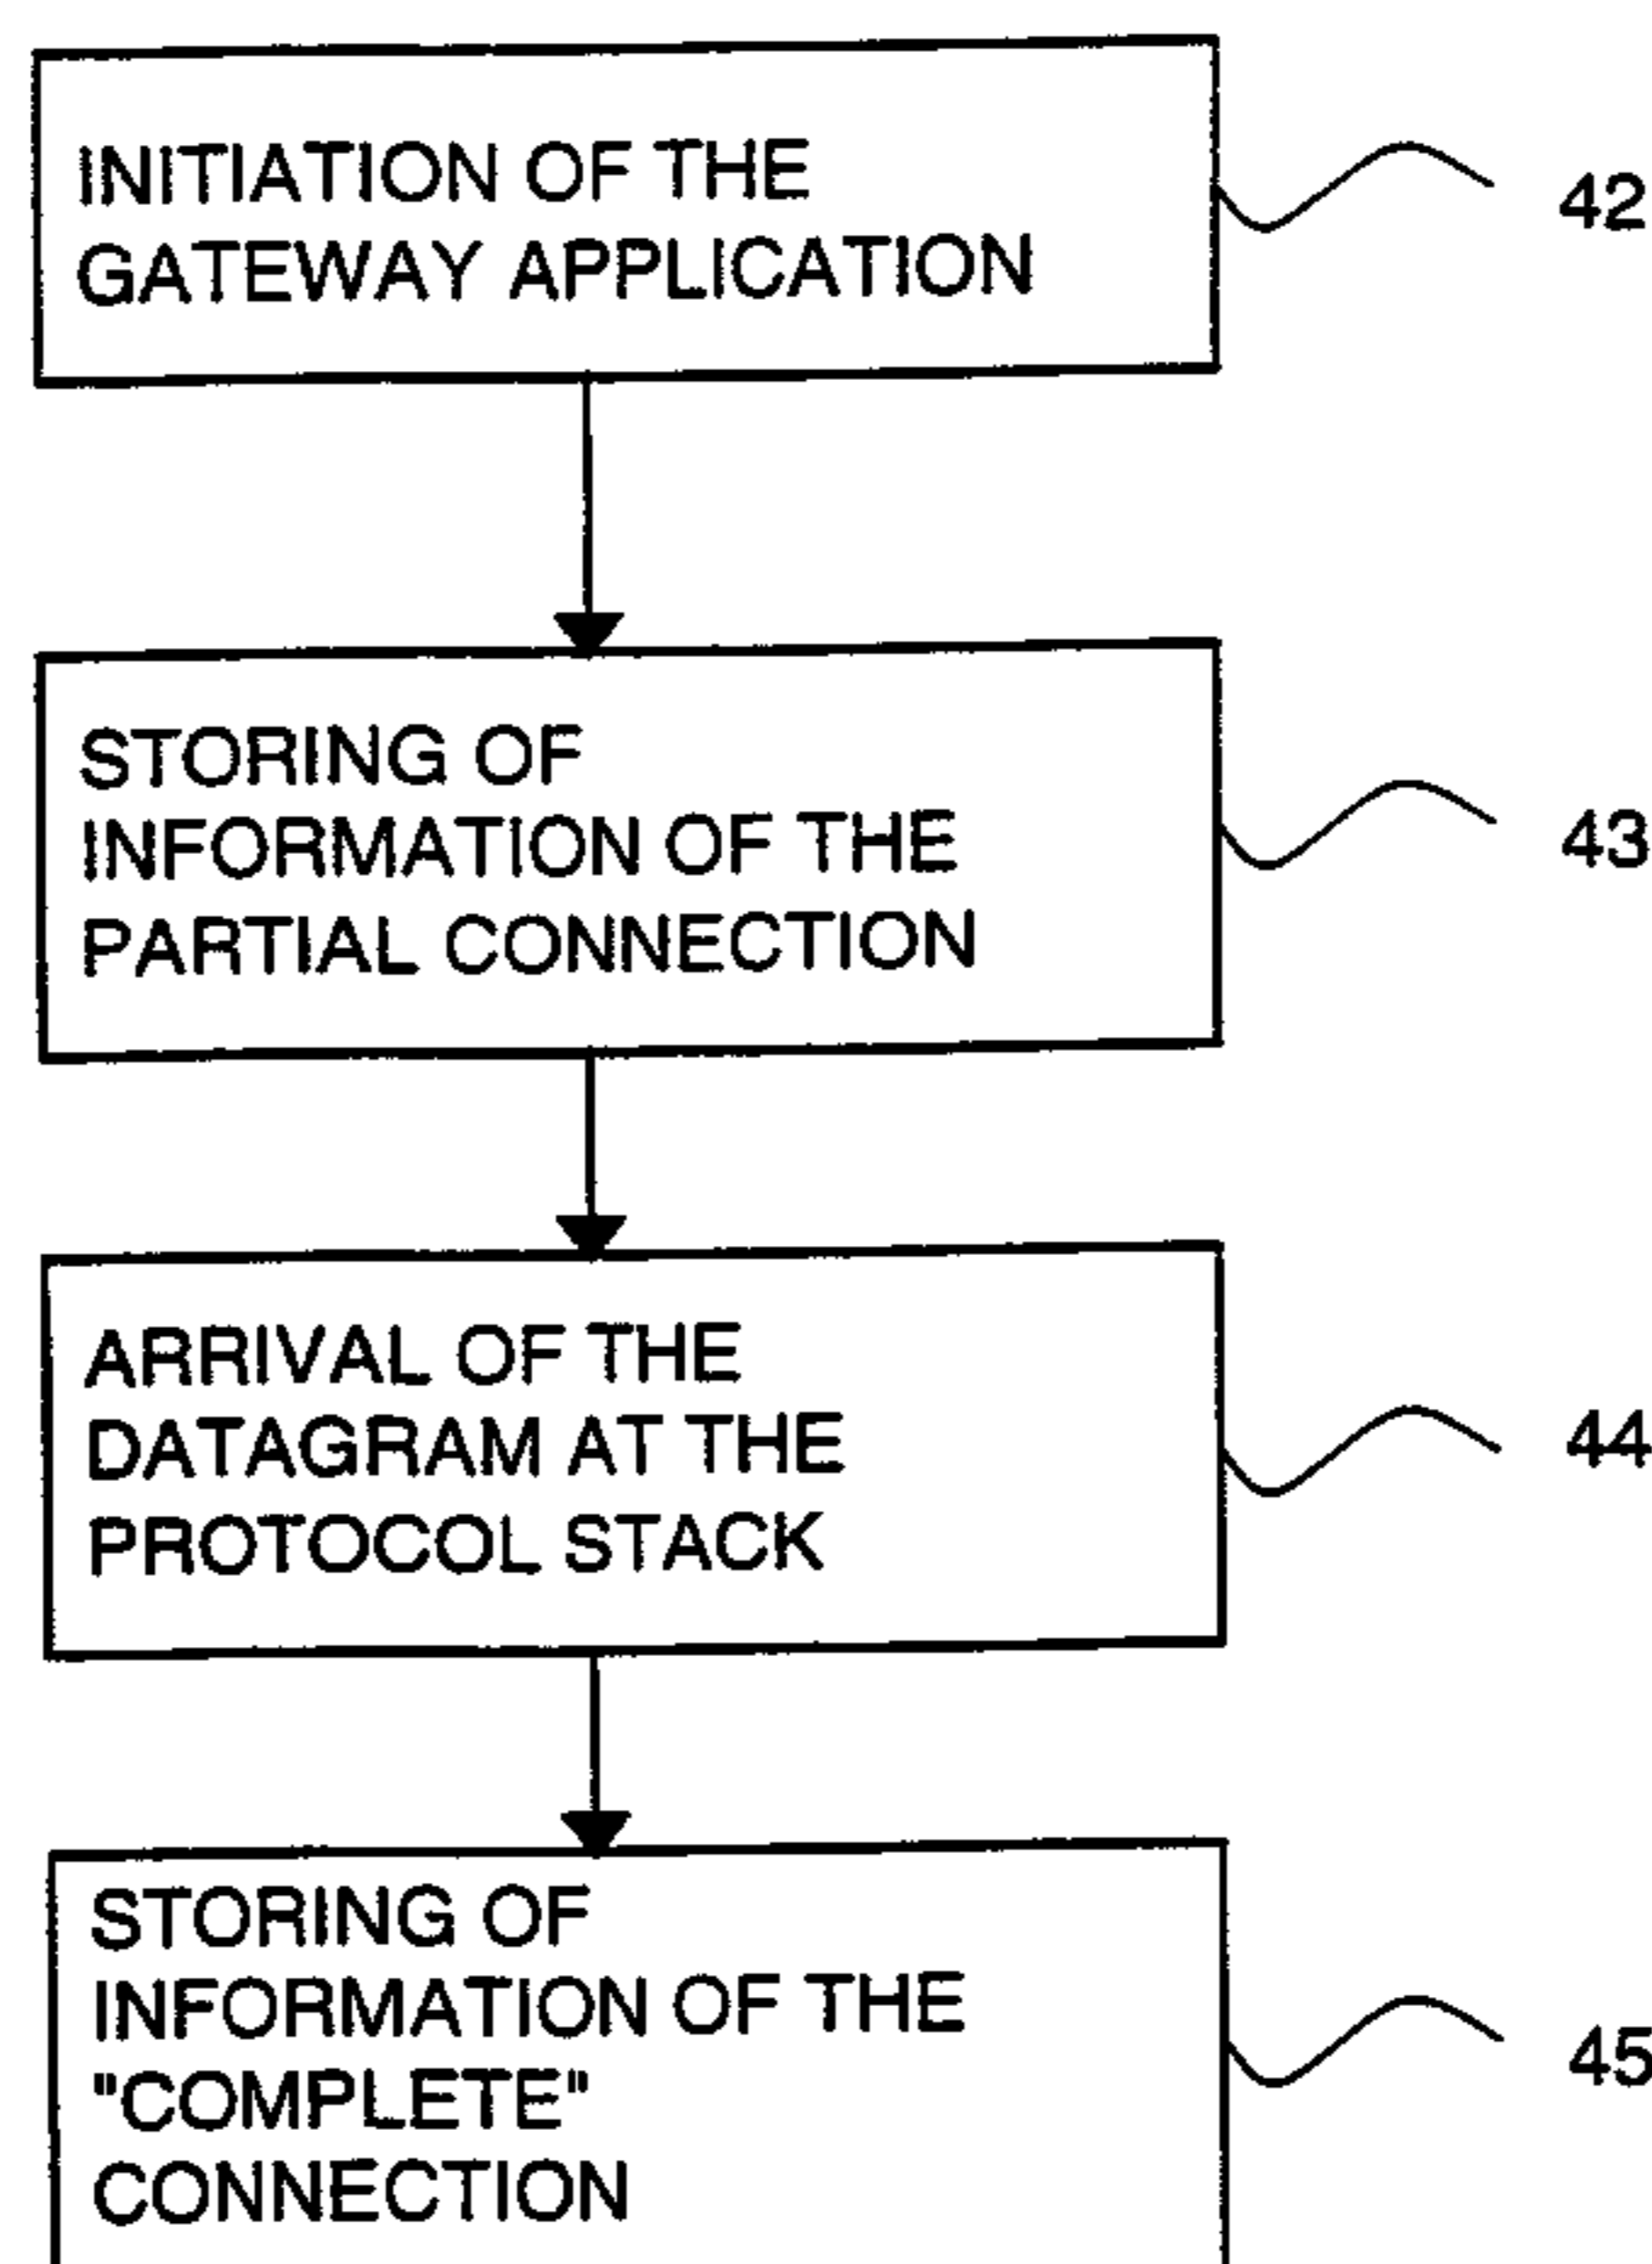 INITIATION OF THE
GATEWAY APPLICATION
42
STORING OF
INFORMATION OF THE
PARTIAL CONNECTION
43
ARRIVAL OF THE
DATAGRAM AT THE
PROTOCOL STACK
44
STORING OF
INFORMATION OF THE
"COMPLETE"
CONNECTION
45